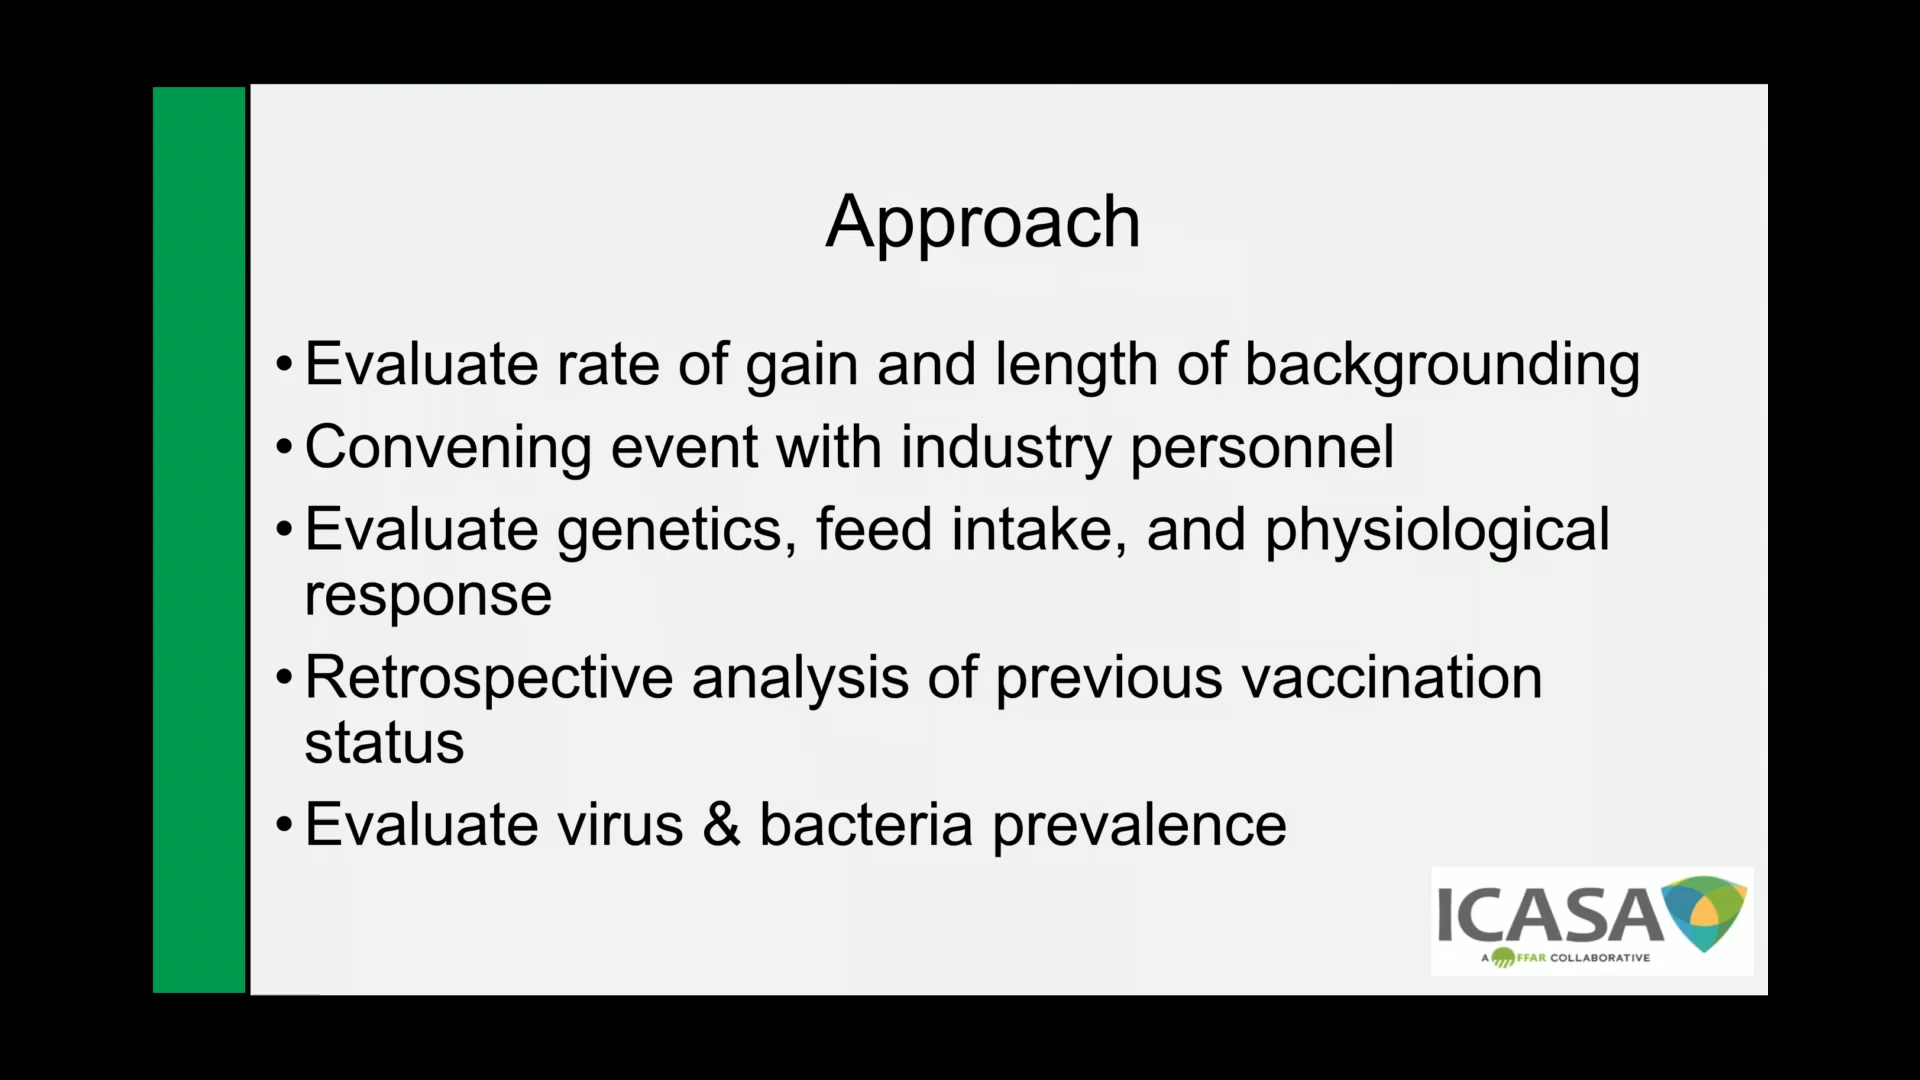 Approach
• Evaluate rate of gain and length of backgrounding
• Convening event with industry personnel
• Evaluate genetics, feed intake, and physiological
response
• Retrospective analysis of previous vaccination
status
• Evaluate virus & bacteria prevalence
ICASA
A FFAR COLLABORATIVE